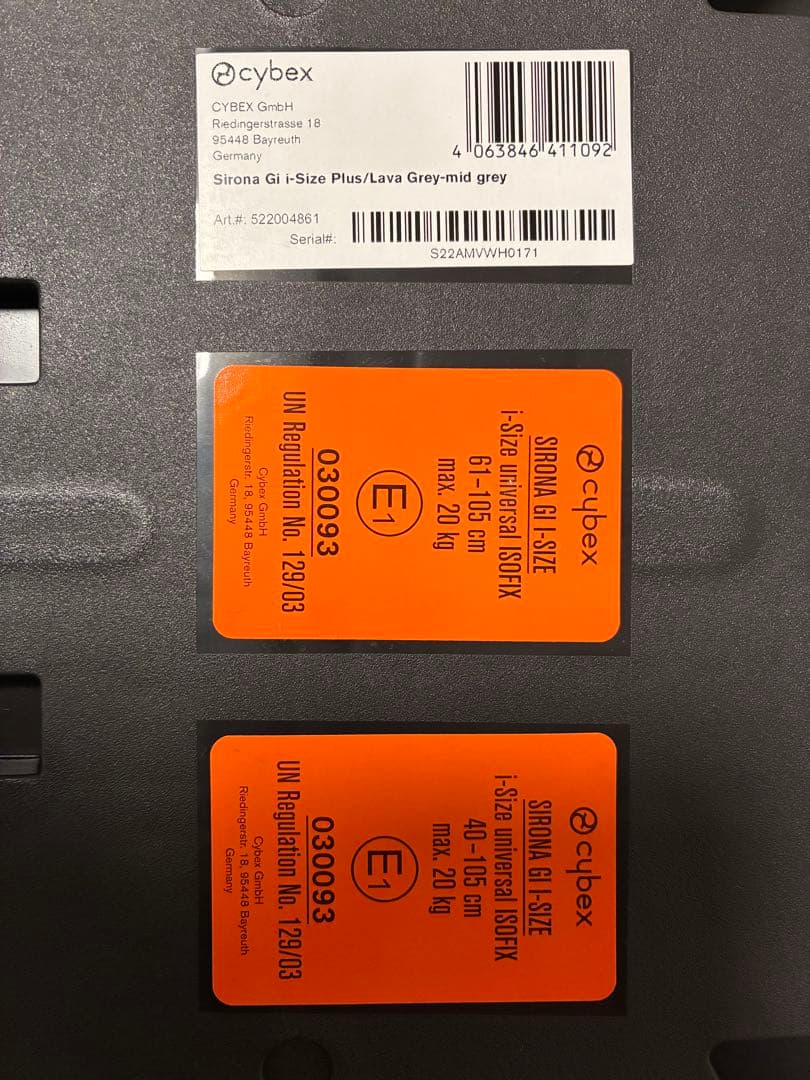 cybex
CYBEX GmbH
Riedingerstrasse 18
95448 Bayreuth
Germany
4 063846 411092
Sirona Gi i-Size Plus/Lava Grey-mid grey
Art.#: 522004861
Serial#:
S22AMVWH0171
cybex
SIRONA GI I-SIZE
i-Size universal ISOFIX
61-105 cm
max. 20 kg
E1
030093
UN Regulation No. 129/03
Cybex GmbH
Riedingerstr. 18, 95448 Bayreuth
Germany
cybex
SIRONA GI I-SIZE
i-Size universal ISOFIX
40-105 cm
max. 20 kg
E1
030093
UN Regulation No. 129/03
Cybex GmbH
Riedingerstr. 18, 95448 Bayreuth
Germany